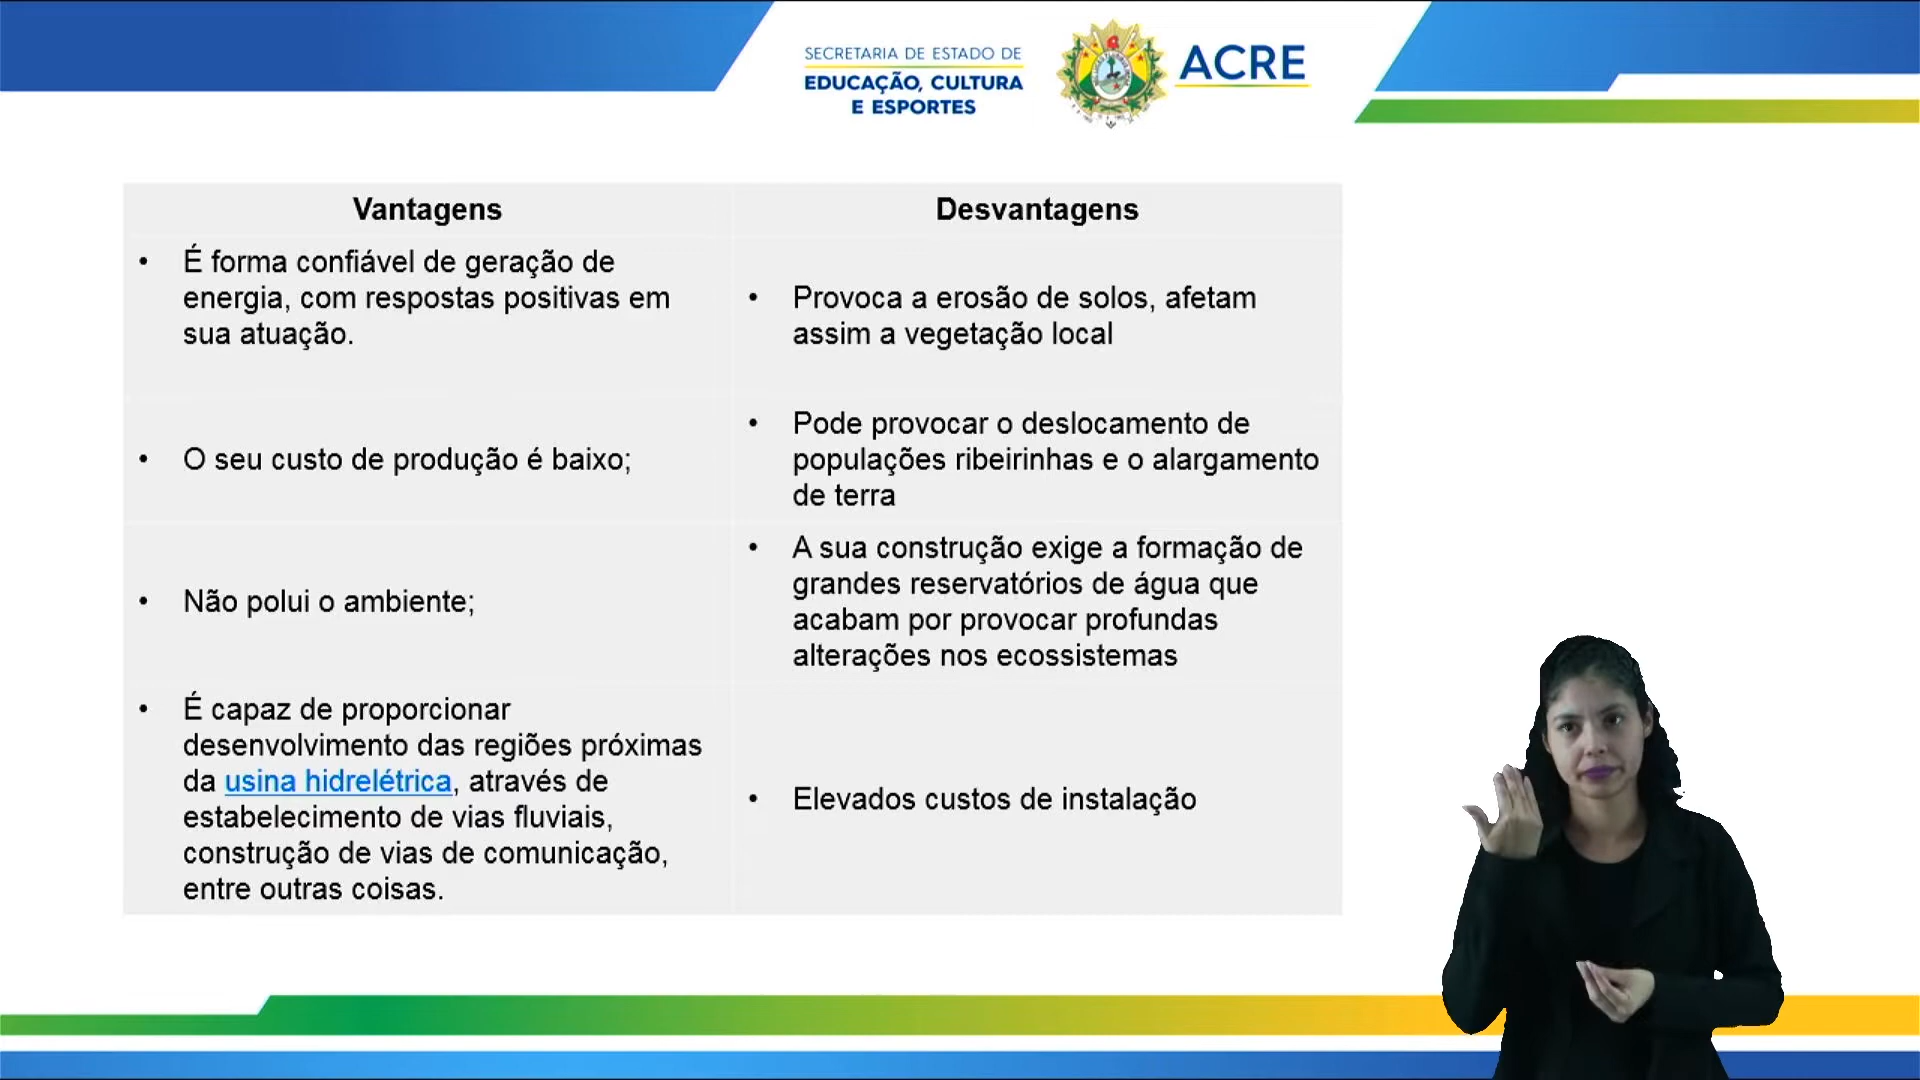 SECRETARIA DE ESTADO DE
EDUCAÇÃO, CULTURA
E ESPORTES
ACRE
Vantagens
Desvantagens
• É forma confiável de geração de
energia, com respostas positivas em
sua atuação.
• Provoca a erosão de solos, afetam
assim a vegetação local
• O seu custo de produção é baixo;
• Pode provocar o deslocamento de
populações ribeirinhas e o alargamento
de terra
• Não polui o ambiente;
• A sua construção exige a formação de
grandes reservatórios de água que
acabam por provocar profundas
alterações nos ecossistemas
• É capaz de proporcionar
desenvolvimento das regiões próximas
da usina hidrelétrica, através de
estabelecimento de vias fluviais,
construção de vias de comunicação,
entre outras coisas.
• Elevados custos de instalação